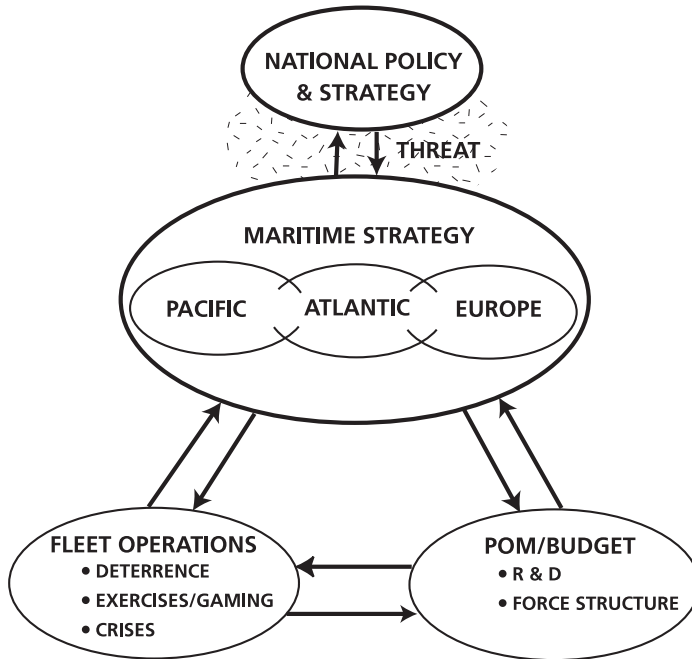 NATIONAL POLICY
& STRATEGY
THREAT
MARITIME STRATEGY
PACIFIC
ATLANTIC
EUROPE
FLEET OPERATIONS
• DETERRENCE
• EXERCISES/GAMING
• CRISES
POM/BUDGET
• R & D
• FORCE STRUCTURE